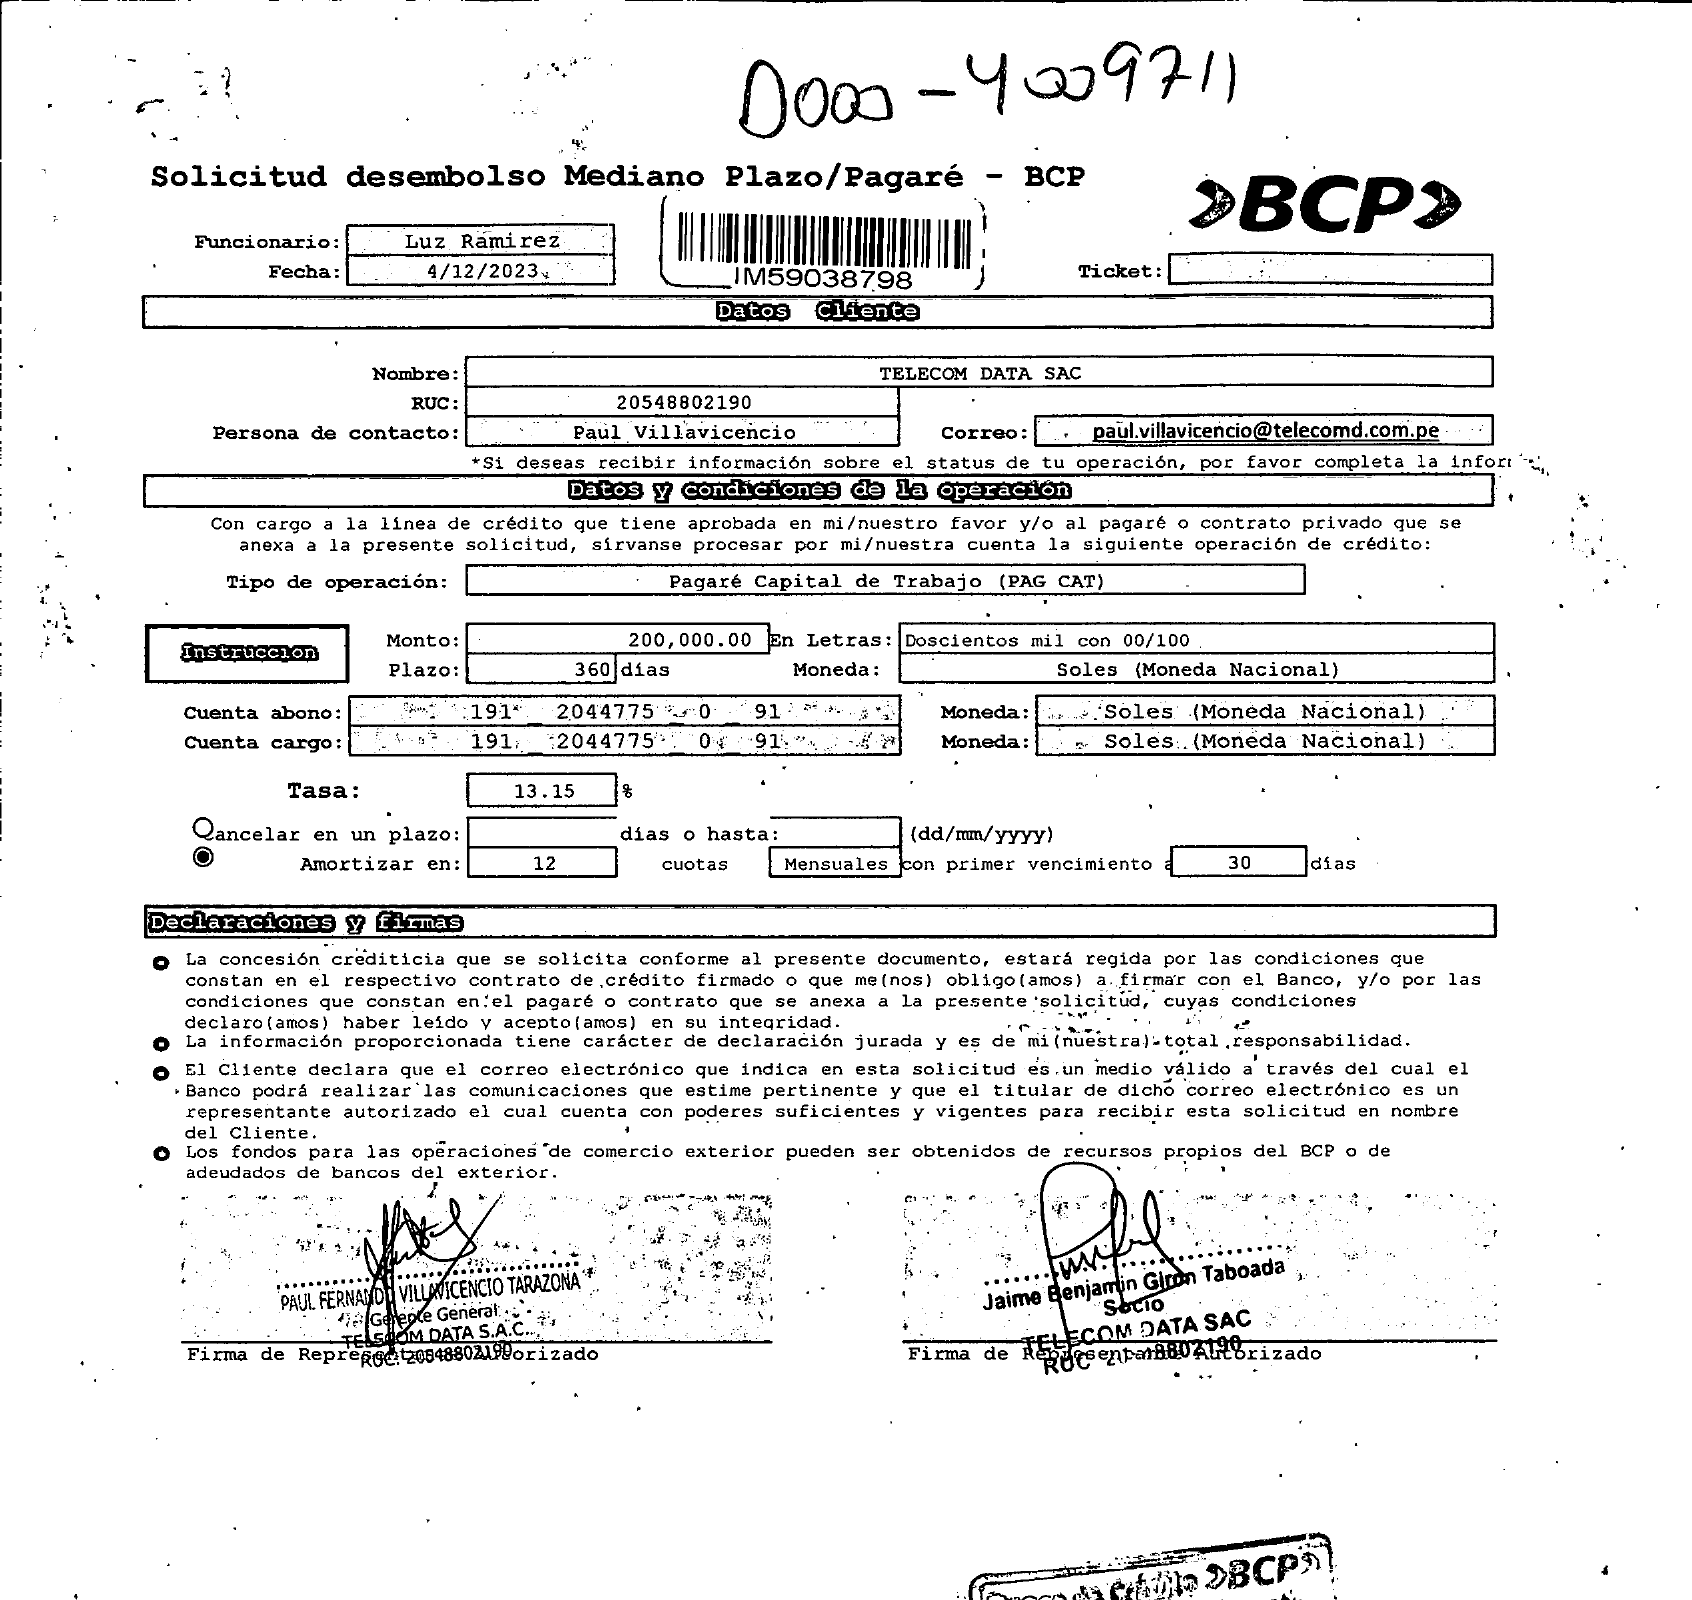 D000-4009711
Solicitud desembolso Mediano Plazo/Pagaré - BCP
BCP
Funcionario: Luz Ramirez
Fecha: 4/12/2023
IM59038798
Ticket:
Datos Cliente
Nombre: TELECOM DATA SAC
RUC: 20548802190
Persona de contacto: Paul Villavicencio Correo: paul.villavicencio@telecomd.com.pe
*Si deseas recibir información sobre el status de tu operación, por favor completa la infor
Datos y condiciones de la operación
Con cargo a la línea de crédito que tiene aprobada en mi/nuestro favor y/o al pagaré o contrato privado que se
anexa a la presente solicitud, sírvanse procesar por mi/nuestra cuenta la siguiente operación de crédito:
Tipo de operación: Pagaré Capital de Trabajo (PAG CAT)
Instruccion
Monto: 200,000.00 En Letras: Doscientos mil con 00/100
Plazo: 360 días Moneda: Soles (Moneda Nacional)
Cuenta abono: 191 2044775 0 91 Moneda: Soles (Moneda Nacional)
Cuenta cargo: 191 2044775 0 91 Moneda: Soles (Moneda Nacional)
Tasa: 13.15 %
ancelar en un plazo: días o hasta: (dd/mm/yyyy)
Amortizar en: 12 cuotas Mensuales con primer vencimiento a 30 días
Declaraciones y firmas
La concesión crediticia que se solicita conforme al presente documento, estará regida por las condiciones que
constan en el respectivo contrato de crédito firmado o que me(nos) obligo(amos) a firmar con el Banco, y/o por las
condiciones que constan en el pagaré o contrato que se anexa a la presente solicitud, cuyas condiciones
declaro(amos) haber leído y acepto(amos) en su integridad.
La información proporcionada tiene carácter de declaración jurada y es de mi(nuestra) total responsabilidad.
El Cliente declara que el correo electrónico que indica en esta solicitud es un medio válido a través del cual el
Banco podrá realizar las comunicaciones que estime pertinente y que el titular de dicho correo electrónico es un
representante autorizado el cual cuenta con poderes suficientes y vigentes para recibir esta solicitud en nombre
del Cliente.
Los fondos para las operaciones de comercio exterior pueden ser obtenidos de recursos propios del BCP o de
adeudados de bancos del exterior.
PAUL FERNANDO VILLAVICENCIO TARAZONA
Gerente General
TELECOM DATA S.A.C.
RUC: 20548802190
Firma de Representante Autorizado
Jaime Benjamin Giron Taboada
Socio
TELECOM DATA SAC
RUC 20548802190
Firma de Representante Autorizado
BCP